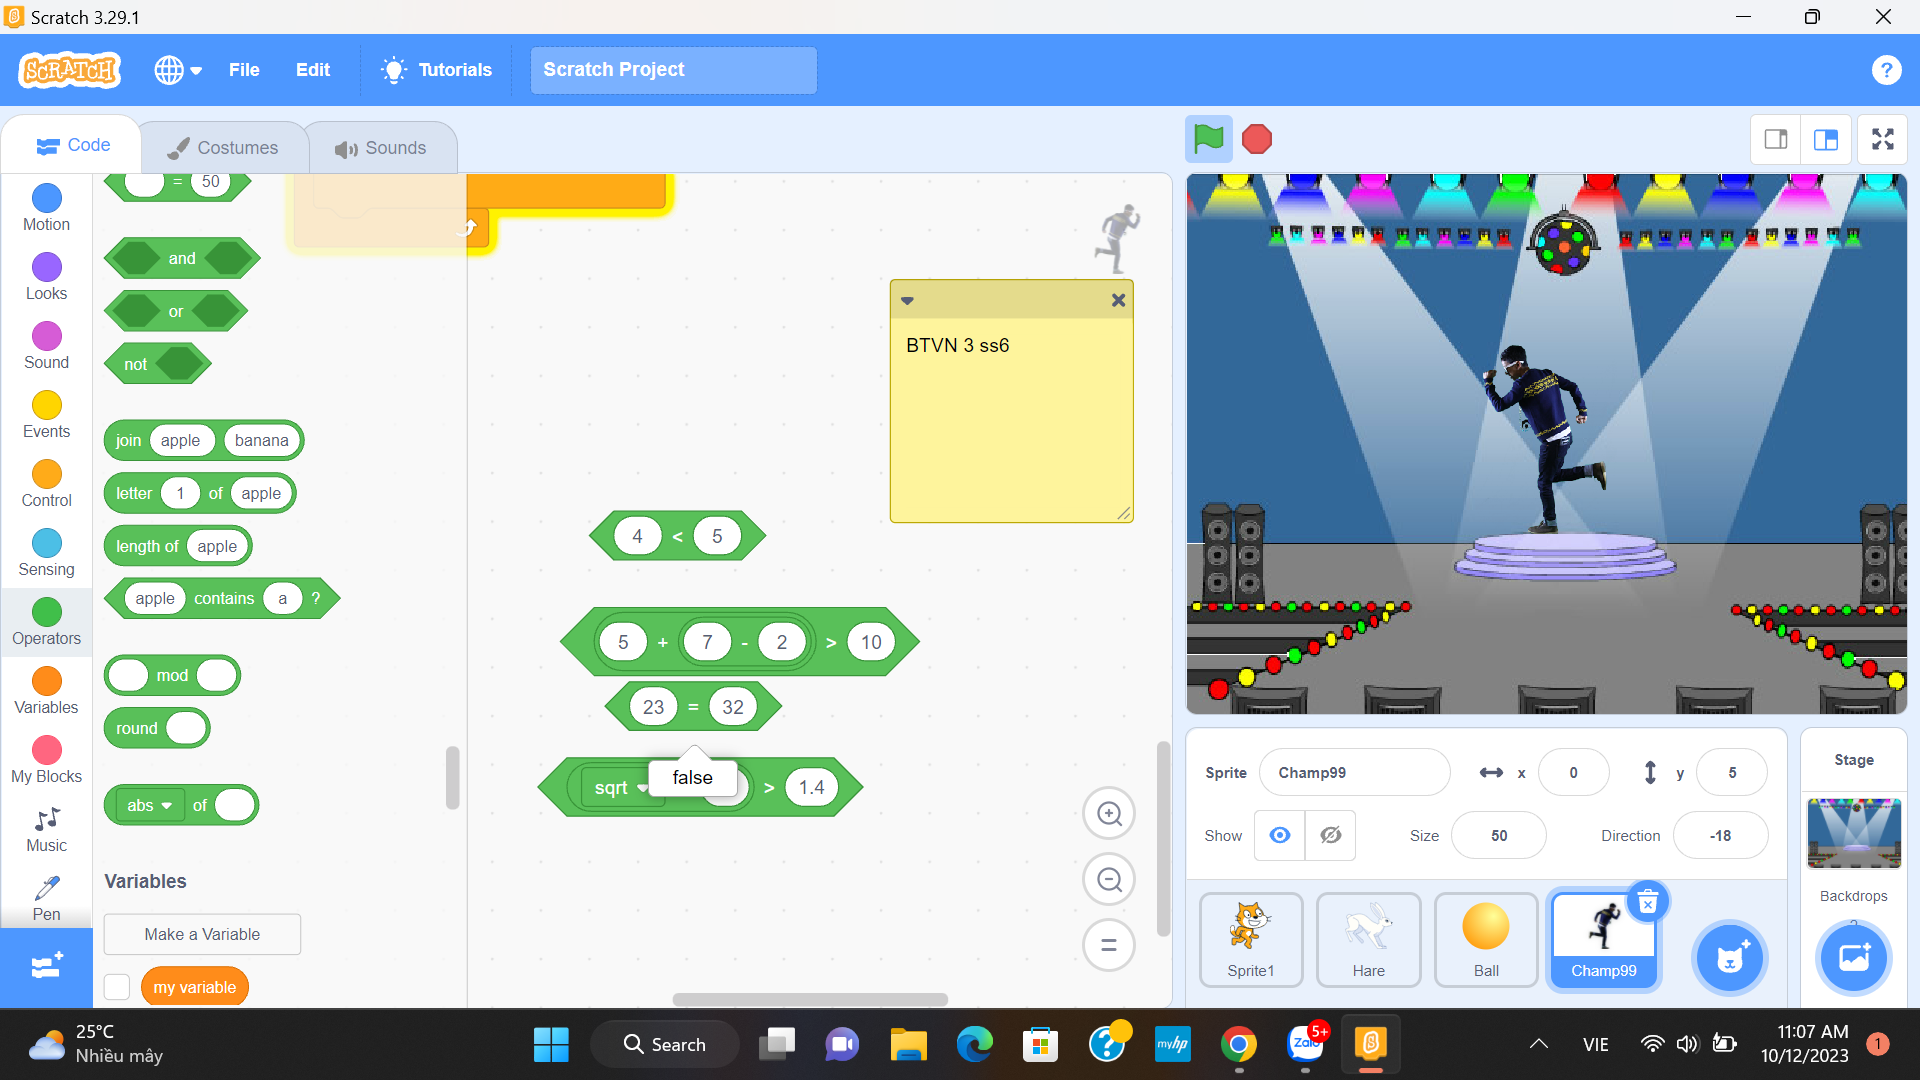 Scratch 3.29.1
SCRATCH
File
Edit
Tutorials
Scratch Project
?
Code
Costumes
Sounds
Motion
Looks
Sound
Events
Control
Sensing
Operators
Variables
My Blocks
Music
Pen
= 50
and
or
not
join apple banana
letter 1 of apple
length of apple
apple contains a ?
mod
round
abs of
Variables
Make a Variable
my variable
BTVN 3 ss6
4 < 5
5 + 7 - 2 > 10
23 = 32
false
sqrt > 1.4
Sprite Champ99 x 0 y 5
Show Size 50 Direction -18
Sprite1
Hare
Ball
Champ99
Stage
Backdrops
25°C
Nhiều mây
Search
myhp
Zalo
5+
VIE
11:07 AM
10/12/2023
1